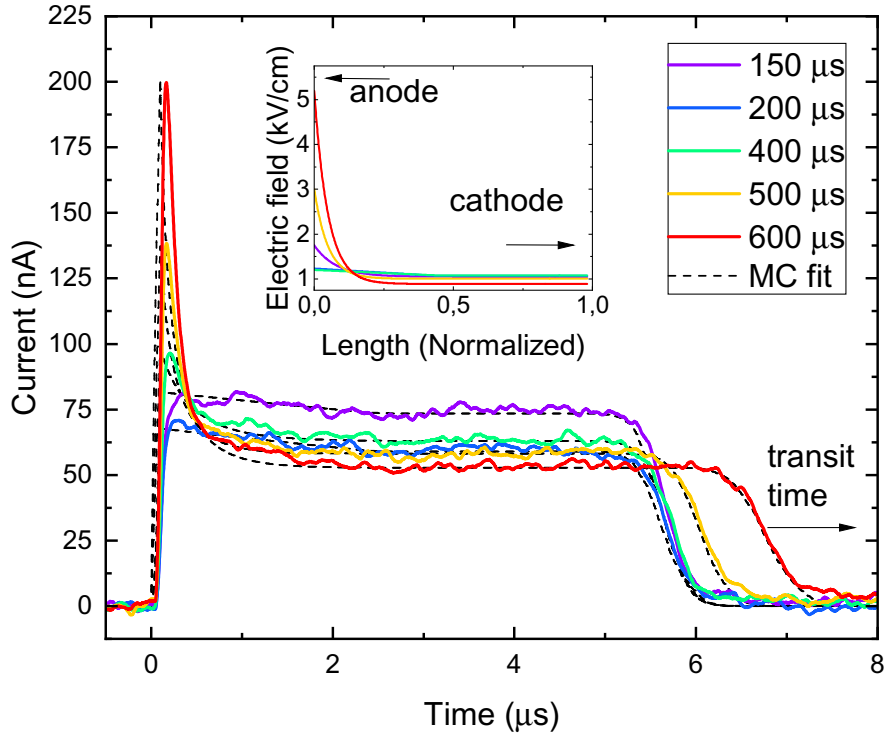 225
200
175
150
125
100
75
50
25
0
Current (nA)
0
2
4
6
8
Time (μs)
150 μs
200 μs
400 μs
500 μs
600 μs
MC fit
transit
time
anode
cathode
Electric field (kV/cm)
5
4
3
2
1
0,0
0,5
1,0
Length (Normalized)